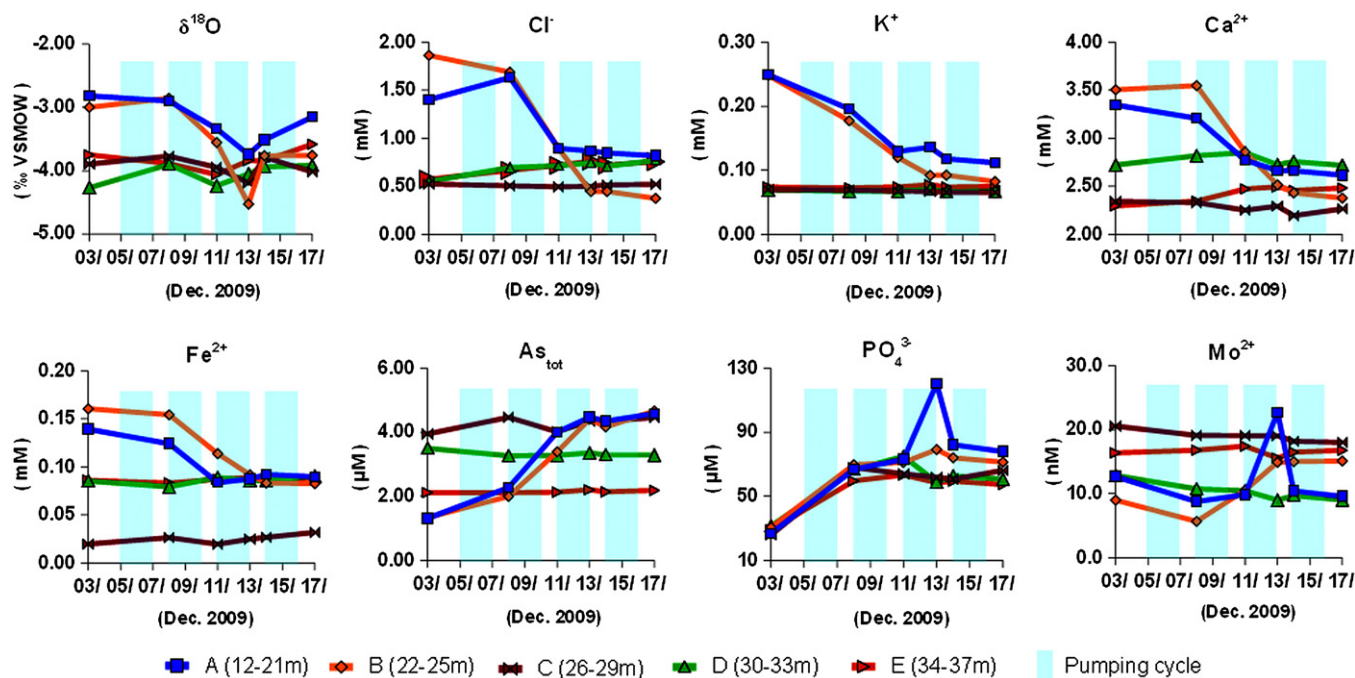 δ¹⁸O
Cl⁻
K⁺
Ca²⁺
-2.00
-3.00
-4.00
-5.00
( ‰ VSMOW )
2.00
1.50
1.00
0.50
0.00
( mM )
0.30
0.20
0.10
0.00
( mM )
4.00
3.50
3.00
2.50
2.00
( mM )
03/ 05/ 07/ 09/ 11/ 13/ 15/ 17/
03/ 05/ 07/ 09/ 11/ 13/ 15/ 17/
03/ 05/ 07/ 09/ 11/ 13/ 15/ 17/
03/ 05/ 07/ 09/ 11/ 13/ 15/ 17/
(Dec. 2009)
(Dec. 2009)
(Dec. 2009)
(Dec. 2009)
Fe²⁺
As_tot
PO₄³⁻
Mo²⁺
0.20
0.15
0.10
0.05
0.00
( mM )
6.00
4.00
2.00
0.00
( µM )
130
90
50
10
( µM )
30.0
20.0
10.0
0.0
( nM )
03/ 05/ 07/ 09/ 11/ 13/ 15/ 17/
03/ 05/ 07/ 09/ 11/ 13/ 15/ 17/
03/ 05/ 07/ 09/ 11/ 13/ 15/ 17/
03/ 05/ 07/ 09/ 11/ 13/ 15/ 17/
(Dec. 2009)
(Dec. 2009)
(Dec. 2009)
(Dec. 2009)
A (12-21m) B (22-25m) C (26-29m) D (30-33m) E (34-37m) Pumping cycle